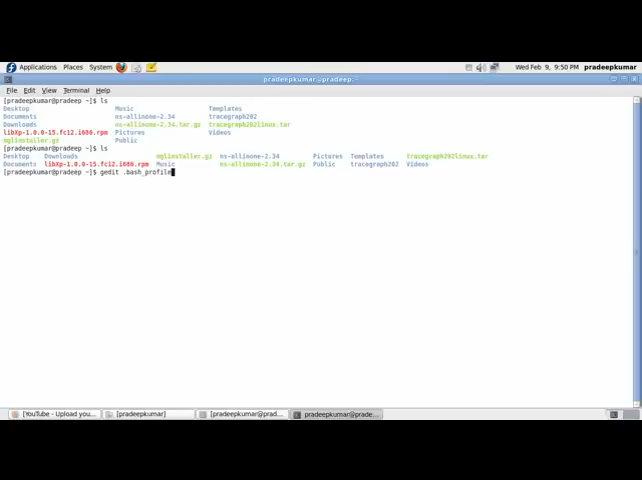 Applications Places System Wed Feb 9, 9:50 PM pradeepkumar
pradeepkumar@pradeep:~
File Edit View Terminal Help
[pradeepkumar@pradeep ~]$ ls
Desktop Music Templates
Documents ns-allinone-2.34 tracegraph202
Downloads ns-allinone-2.34.tar.gz tracegraph202linux.tar
libXp-1.0.0-15.fc12.i686.rpm Pictures Videos
mglinstaller.gz Public
[pradeepkumar@pradeep ~]$ ls
Desktop Downloads mglinstaller.gz ns-allinone-2.34 Pictures Templates tracegraph202linux.tar
Documents libXp-1.0.0-15.fc12.i686.rpm Music ns-allinone-2.34.tar.gz Public tracegraph202 Videos
[pradeepkumar@pradeep ~]$ gedit .bash_profile
[YouTube - Upload you... [pradeepkumar] [pradeepkumar@prad... pradeepkumar@prade...